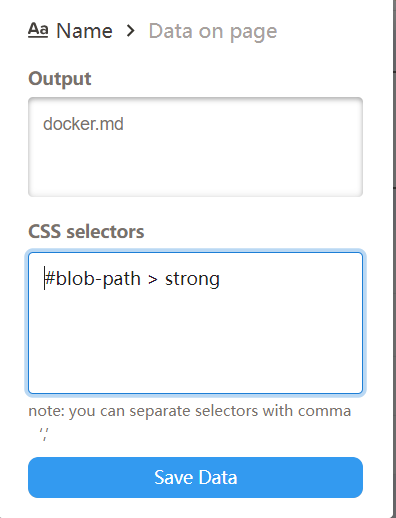 Aa Name > Data on page
Output
docker.md
CSS selectors
#blob-path > strong
note: you can separate selectors with comma
‘,’
Save Data